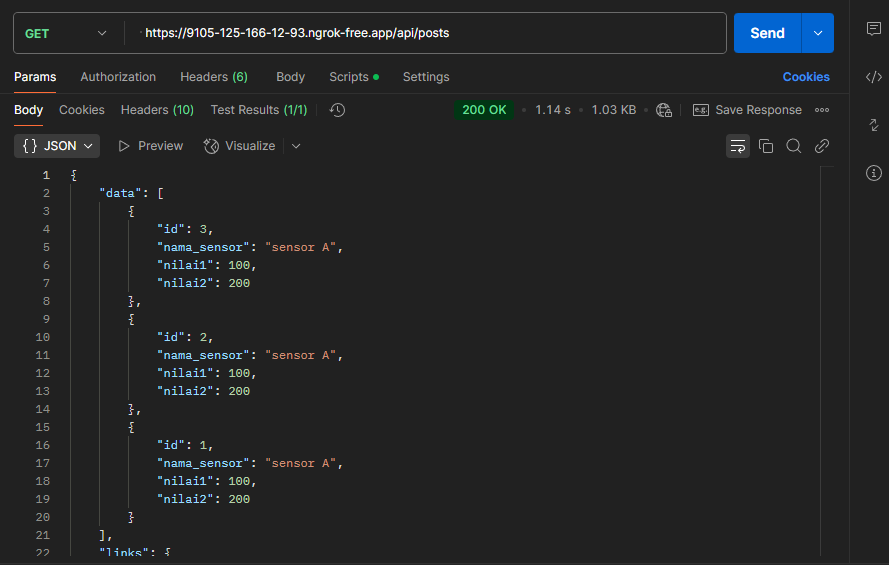 GET https://9105-125-166-12-93.ngrok-free.app/api/posts Send
Params Authorization Headers (6) Body Scripts Settings Cookies
Body Cookies Headers (10) Test Results (1/1) 200 OK 1.14 s 1.03 KB e.g. Save Response
{} JSON Preview Visualize
1 {
2 "data": [
3 {
4 "id": 3,
5 "nama_sensor": "sensor A",
6 "nilai1": 100,
7 "nilai2": 200
8 },
9 {
10 "id": 2,
11 "nama_sensor": "sensor A",
12 "nilai1": 100,
13 "nilai2": 200
14 },
15 {
16 "id": 1,
17 "nama_sensor": "sensor A",
18 "nilai1": 100,
19 "nilai2": 200
20 }
21 ],
22 "links": {